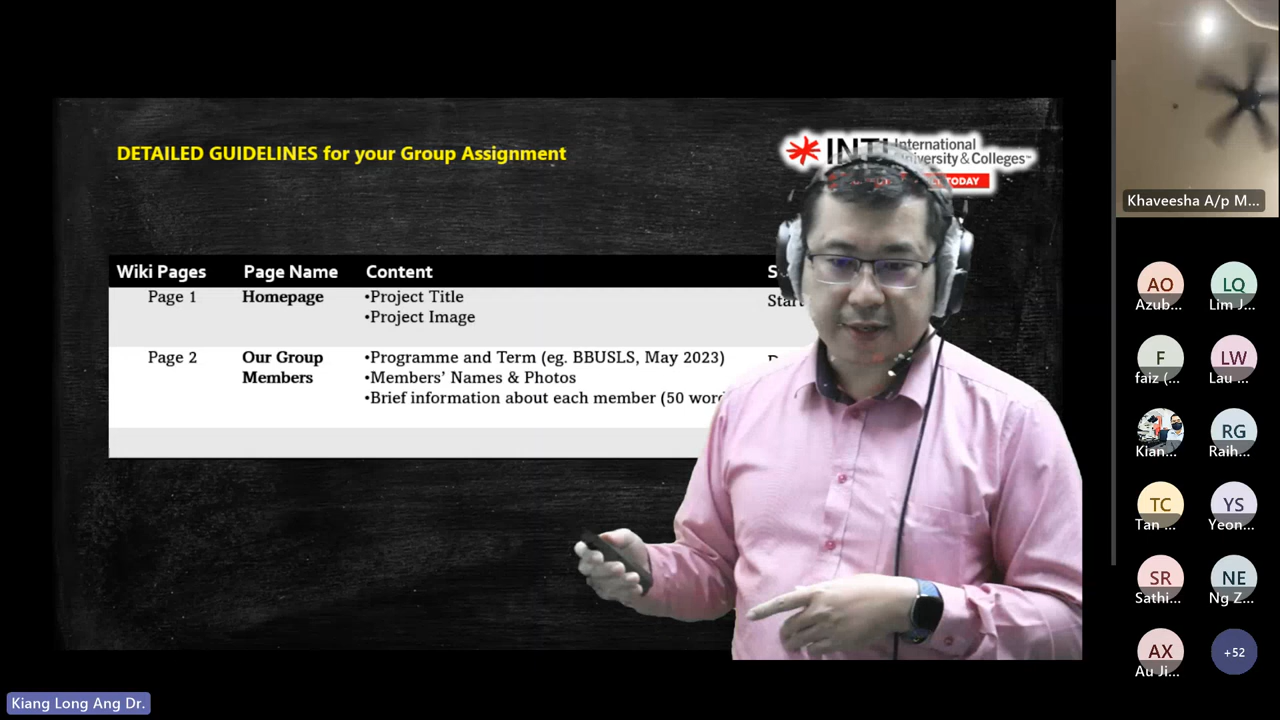 DETAILED GUIDELINES for your Group Assignment
INTI International
University & Colleges
TODAY
Wiki Pages Page Name Content
Page 1 Homepage •Project Title
•Project Image
Start
Page 2 Our Group Members •Programme and Term (eg. BBUSLS, May 2023)
•Members' Names & Photos
•Brief information about each member (50
Khaveesha A/p M...
AO LQ
Azub... Lim J...
F LW
faiz (... Lau ...
RG
Kian... Raih...
TC YS
Tan ... Yeon...
SR NE
Sathi... Ng Z...
AX +52
Au Ji...
Kiang Long Ang Dr.